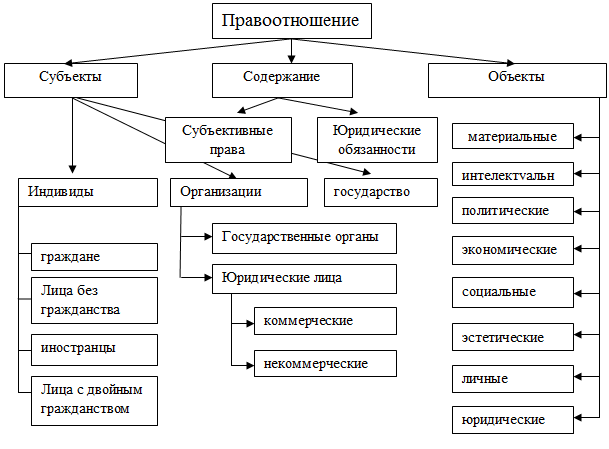 Правоотношение
Субъекты
Содержание
Объекты
Субъективные
права
Юридические
обязанности
Индивиды
Организации
государство
граждане
Лица без
гражданства
иностранцы
Лица с двойным
гражданством
Государственные органы
Юридические лица
коммерческие
некоммерческие
материальные
интелектуальн
политические
экономические
социальные
эстетические
личные
юридические